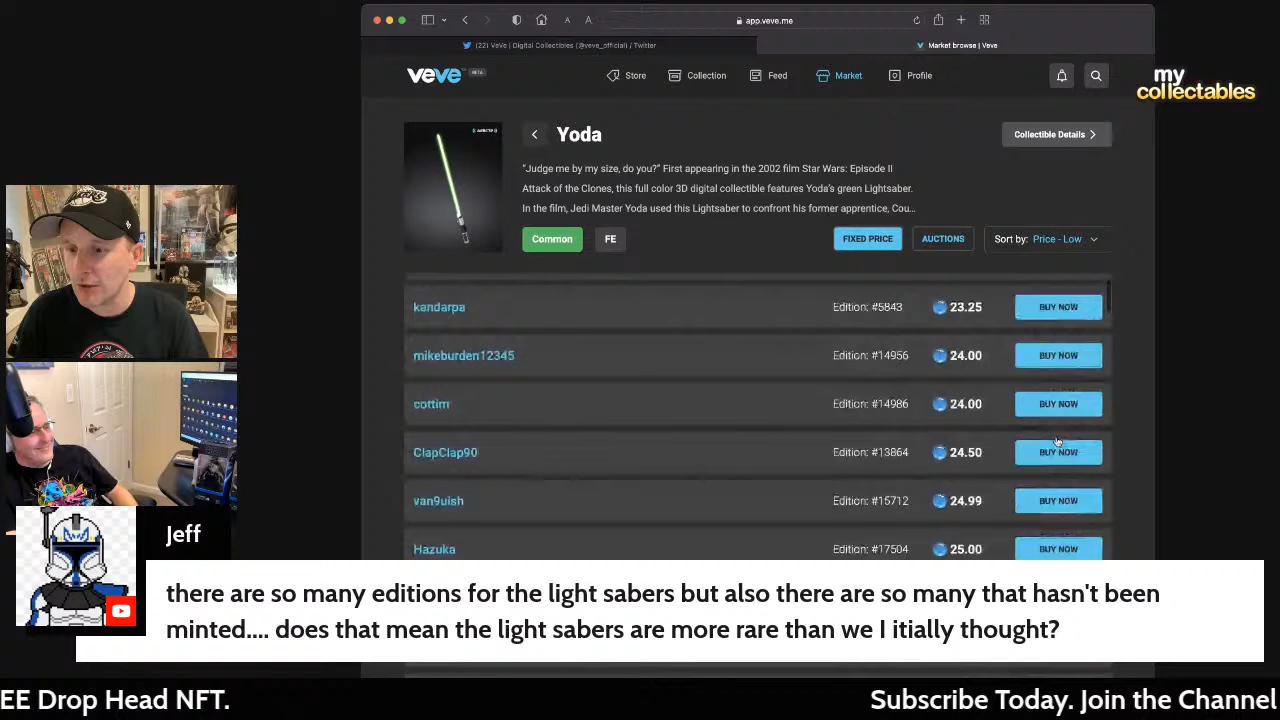 app.veve.me
(22) VeVe | Digital Collectibles (@veve_official) / Twitter
Market browse | Veve
veve BETA
Store
Collection
Feed
Market
Profile
my
collectables
Yoda
Collectible Details
"Judge me by my size, do you?" First appearing in the 2002 film Star Wars: Episode II
Attack of the Clones, this full color 3D digital collectible features Yoda's green Lightsaber.
In the film, Jedi Master Yoda used this Lightsaber to confront his former apprentice, Cou...
Common FE
FIXED PRICE AUCTIONS Sort by: Price - Low
kandarpa Edition: #5843 23.25 BUY NOW
mikeburden12345 Edition: #14956 24.00 BUY NOW
cottim Edition: #14986 24.00 BUY NOW
ClapClap90 Edition: #13864 24.50 BUY NOW
van9uish Edition: #15712 24.99 BUY NOW
Hazuka Edition: #17504 25.00 BUY NOW
Jeff
there are so many editions for the light sabers but also there are so many that hasn't been
minted.... does that mean the light sabers are more rare than we I itially thought?
EE Drop Head NFT.
Subscribe Today. Join the Channel